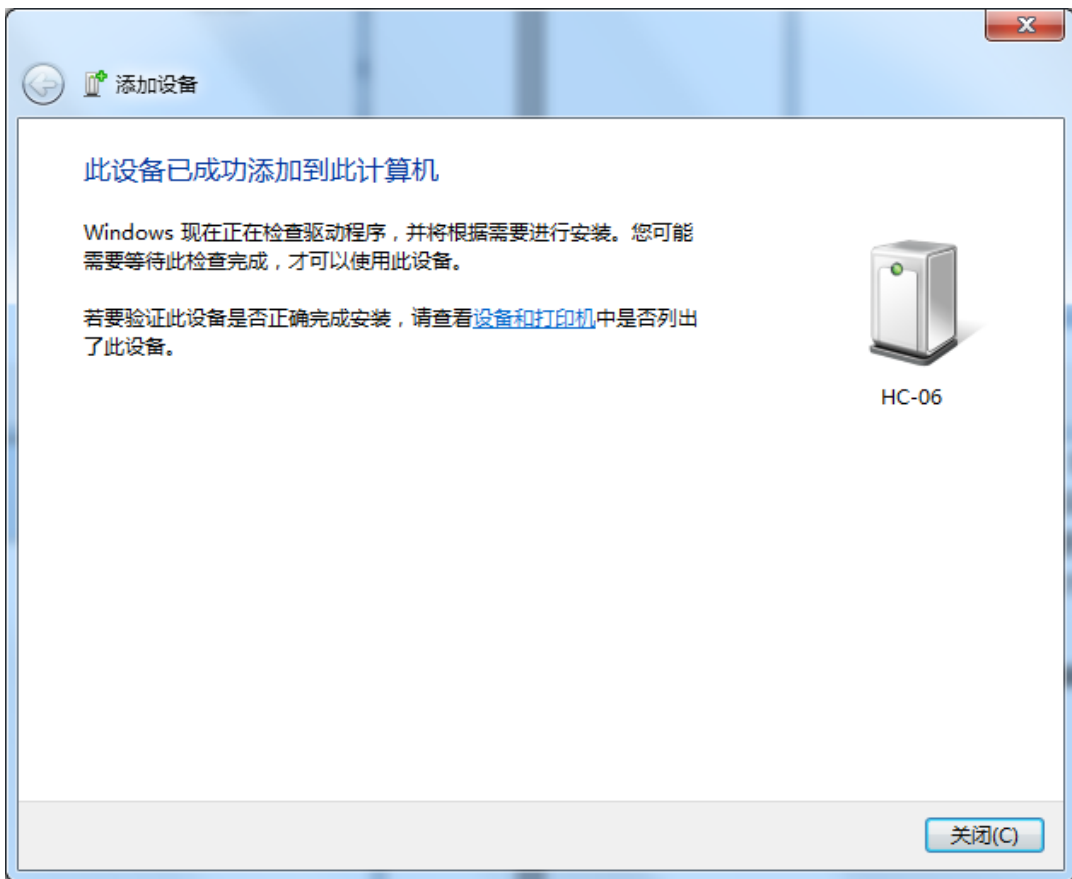 添加设备
此设备已成功添加到此计算机
Windows 现在正在检查驱动程序，并将根据需要进行安装。您可能
需要等待此检查完成，才可以使用此设备。
若要验证此设备是否正确完成安装，请查看设备和打印机中是否列出
了此设备。
HC-06
关闭(C)